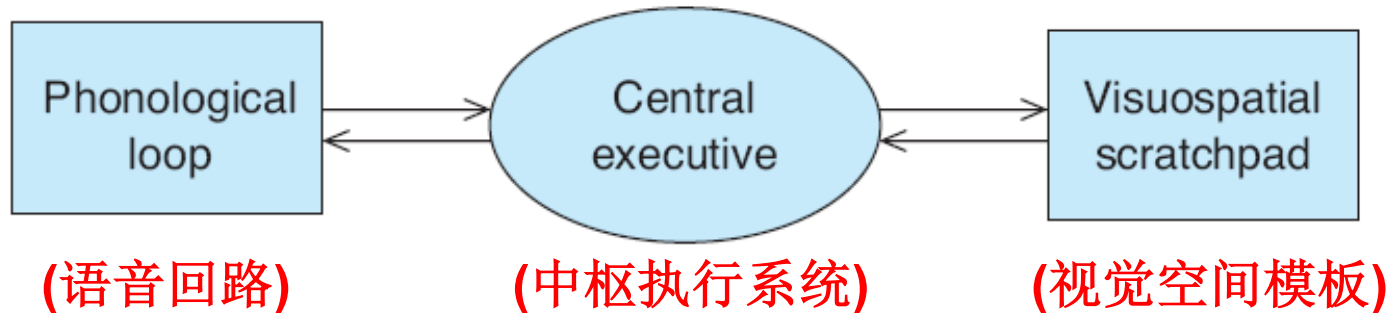 Phonological
loop
Central
executive
Visuospatial
scratchpad
(语音回路)
(中枢执行系统)
(视觉空间模板)